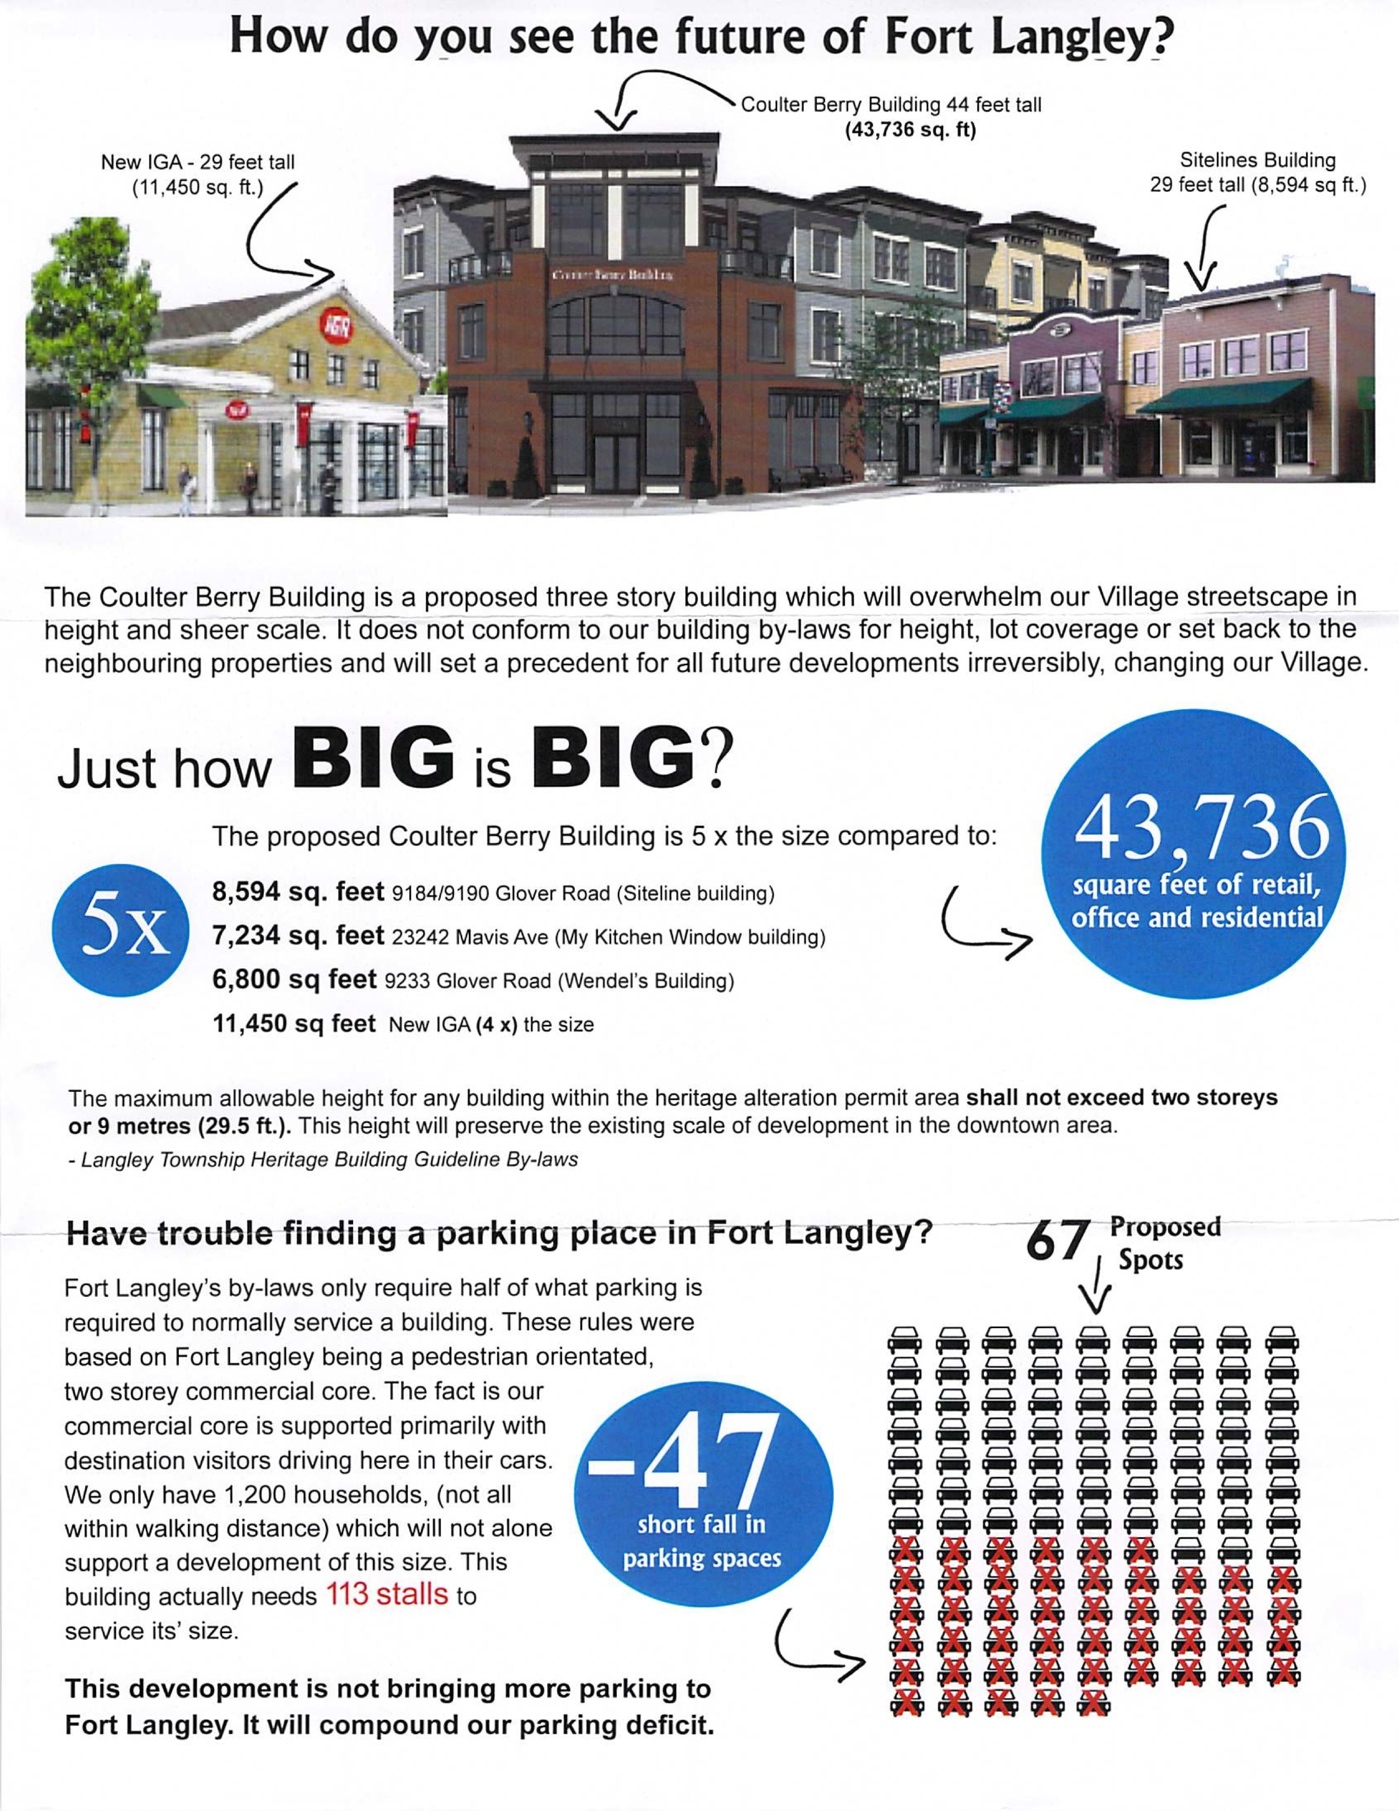 How do you see the future of Fort Langley?
Coulter Berry Building 44 feet tall
(43,736 sq. ft)
New IGA - 29 feet tall
(11,450 sq. ft.)
Sitelines Building
29 feet tall (8,594 sq ft.)
IGA
Coulter Berry Building
The Coulter Berry Building is a proposed three story building which will overwhelm our Village streetscape in
height and sheer scale. It does not conform to our building by-laws for height, lot coverage or set back to the
neighbouring properties and will set a precedent for all future developments irreversibly, changing our Village.
Just how BIG is BIG?
The proposed Coulter Berry Building is 5 x the size compared to:
5x
8,594 sq. feet 9184/9190 Glover Road (Siteline building)
7,234 sq. feet 23242 Mavis Ave (My Kitchen Window building)
6,800 sq feet 9233 Glover Road (Wendel's Building)
11,450 sq feet New IGA (4 x) the size
43,736
square feet of retail,
office and residential
The maximum allowable height for any building within the heritage alteration permit area shall not exceed two storeys
or 9 metres (29.5 ft.). This height will preserve the existing scale of development in the downtown area.
- Langley Township Heritage Building Guideline By-laws
Have trouble finding a parking place in Fort Langley?
Fort Langley's by-laws only require half of what parking is
required to normally service a building. These rules were
based on Fort Langley being a pedestrian orientated,
two storey commercial core. The fact is our
commercial core is supported primarily with
destination visitors driving here in their cars.
We only have 1,200 households, (not all
within walking distance) which will not alone
support a development of this size. This
building actually needs 113 stalls to
service its' size.
This development is not bringing more parking to
Fort Langley. It will compound our parking deficit.
-47
short fall in
parking spaces
67 Proposed
Spots